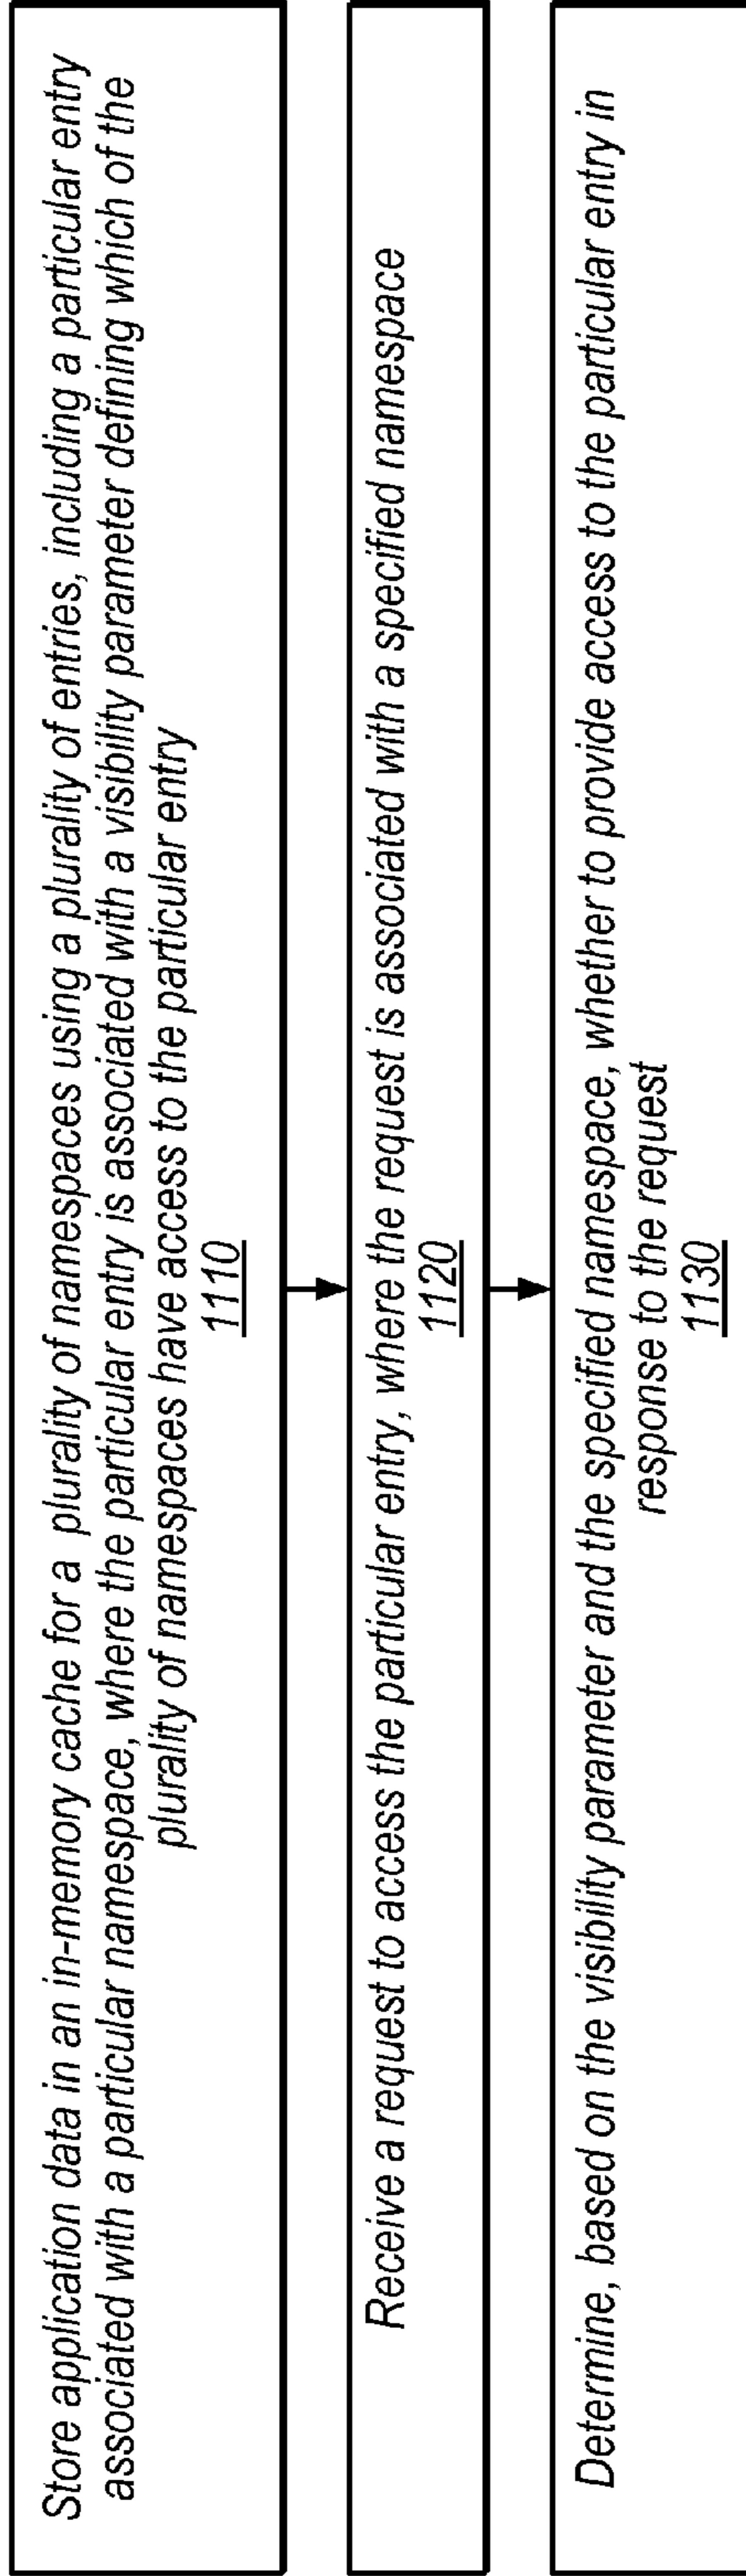 Store application data in an in-memory cache for a plurality of namespaces using a plurality of entries, including a particular entry
associated with a particular namespace, where the particular entry is associated with a visibility parameter defining which of the
plurality of namespaces have access to the particular entry
1110
Receive a request to access the particular entry, where the request is associated with a specified namespace
1120
Determine, based on the visibility parameter and the specified namespace, whether to provide access to the particular entry in
response to the request
1130